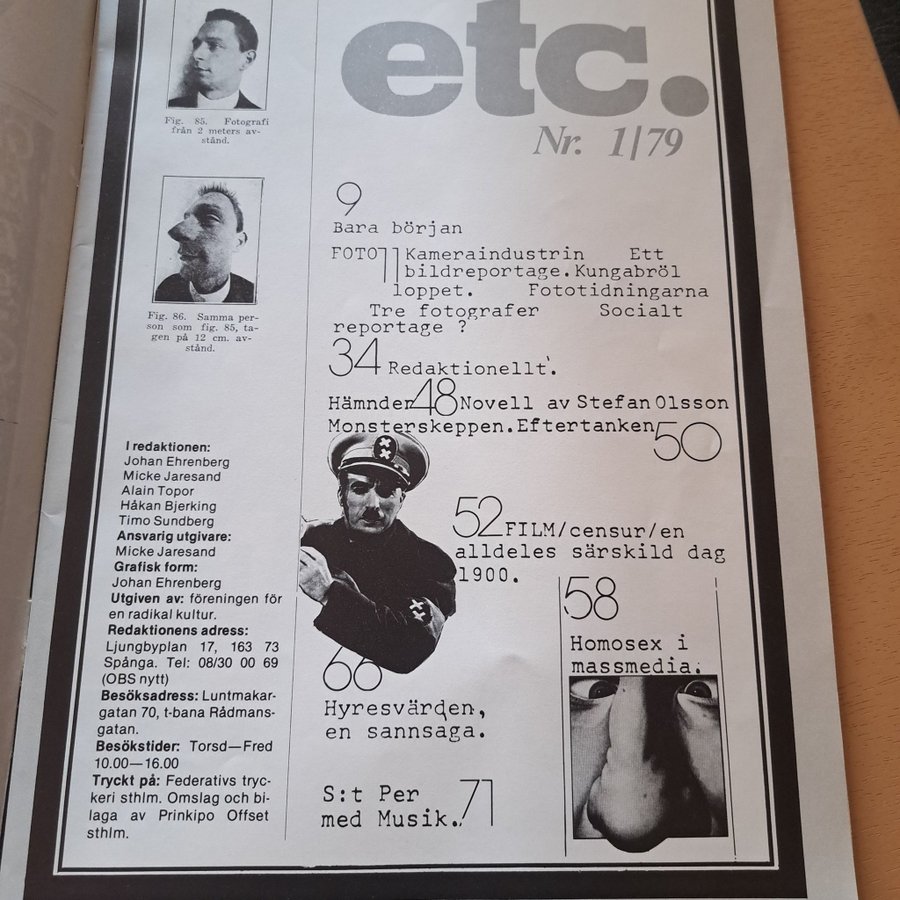 etc.
Nr. 1/79
Fig. 85. Fotografi
från 2 meters av-
stånd.
Fig. 86. Samma per-
son som fig. 85, ta-
gen på 12 cm. av-
stånd.
I redaktionen:
Johan Ehrenberg
Micke Jaresand
Alain Topor
Håkan Bjerking
Timo Sundberg
Ansvarig utgivare:
Micke Jaresand
Grafisk form:
Johan Ehrenberg
Utgiven av: föreningen för
en radikal kultur.
Redaktionens adress:
Ljungbyplan 17, 163 73
Spånga. Tel: 08/30 00 69
(OBS nytt)
Besöksadress: Luntmakar-
gatan 70, t-bana Rådmans-
gatan.
Besökstider: Torsd—Fred
10.00—16.00
Tryckt på: Federativs tryc-
keri sthlm. Omslag och bi-
laga av Prinkipo Offset
sthlm.
9
Bara början
FOTO 11 Kameraindustrin Ett
bildreportage. Kungabröl
loppet. Fototidningarna
Tre fotografer Socialt
reportage ?
34 Redaktionellt.
Hämnden 48 Novell av Stefan Olsson
Monsterskeppen. Eftertanken 50
52 FILM/censur/en
alldeles särskild dag
1900.
58
Homosex i
massmedia.
66
Hyresvärden,
en sannsaga.
S:t Per
med Musik. 71